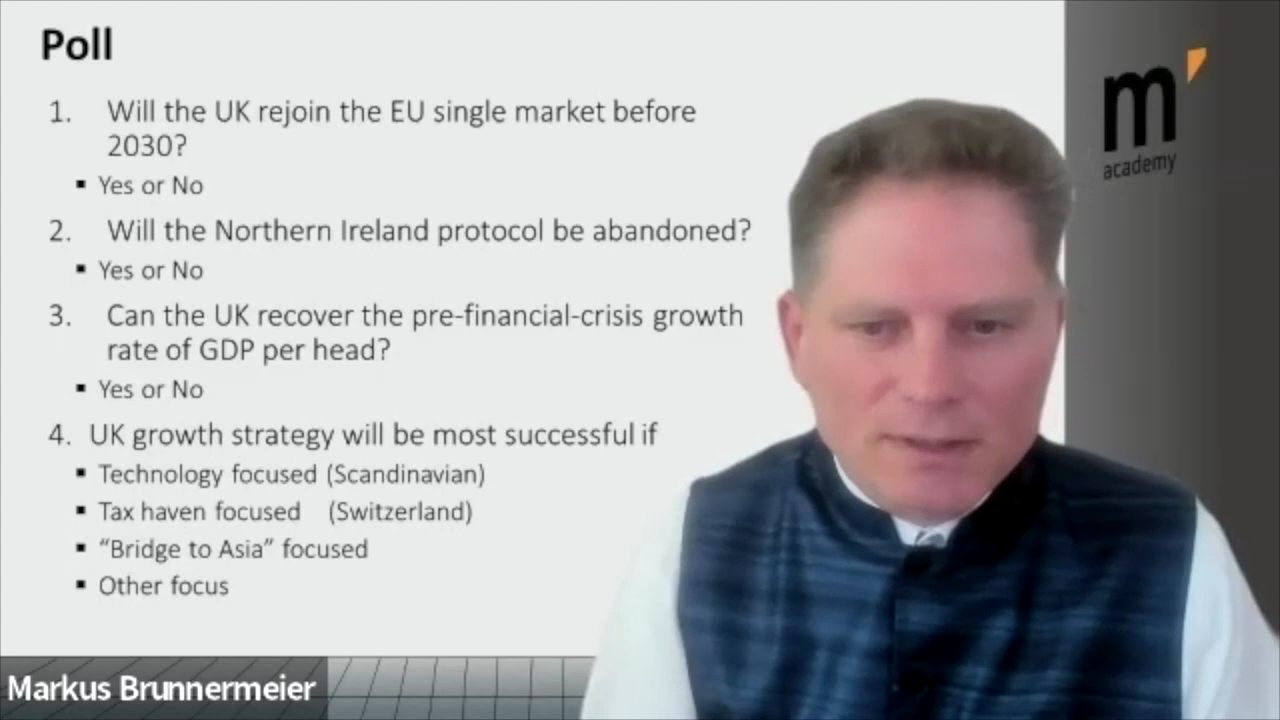 Poll
1. Will the UK rejoin the EU single market before
2030?
▪ Yes or No
2. Will the Northern Ireland protocol be abandoned?
▪ Yes or No
3. Can the UK recover the pre-financial-crisis growth
rate of GDP per head?
▪ Yes or No
4. UK growth strategy will be most successful if
▪ Technology focused (Scandinavian)
▪ Tax haven focused (Switzerland)
▪ “Bridge to Asia” focused
▪ Other focus
m'
academy
Markus Brunnermeier